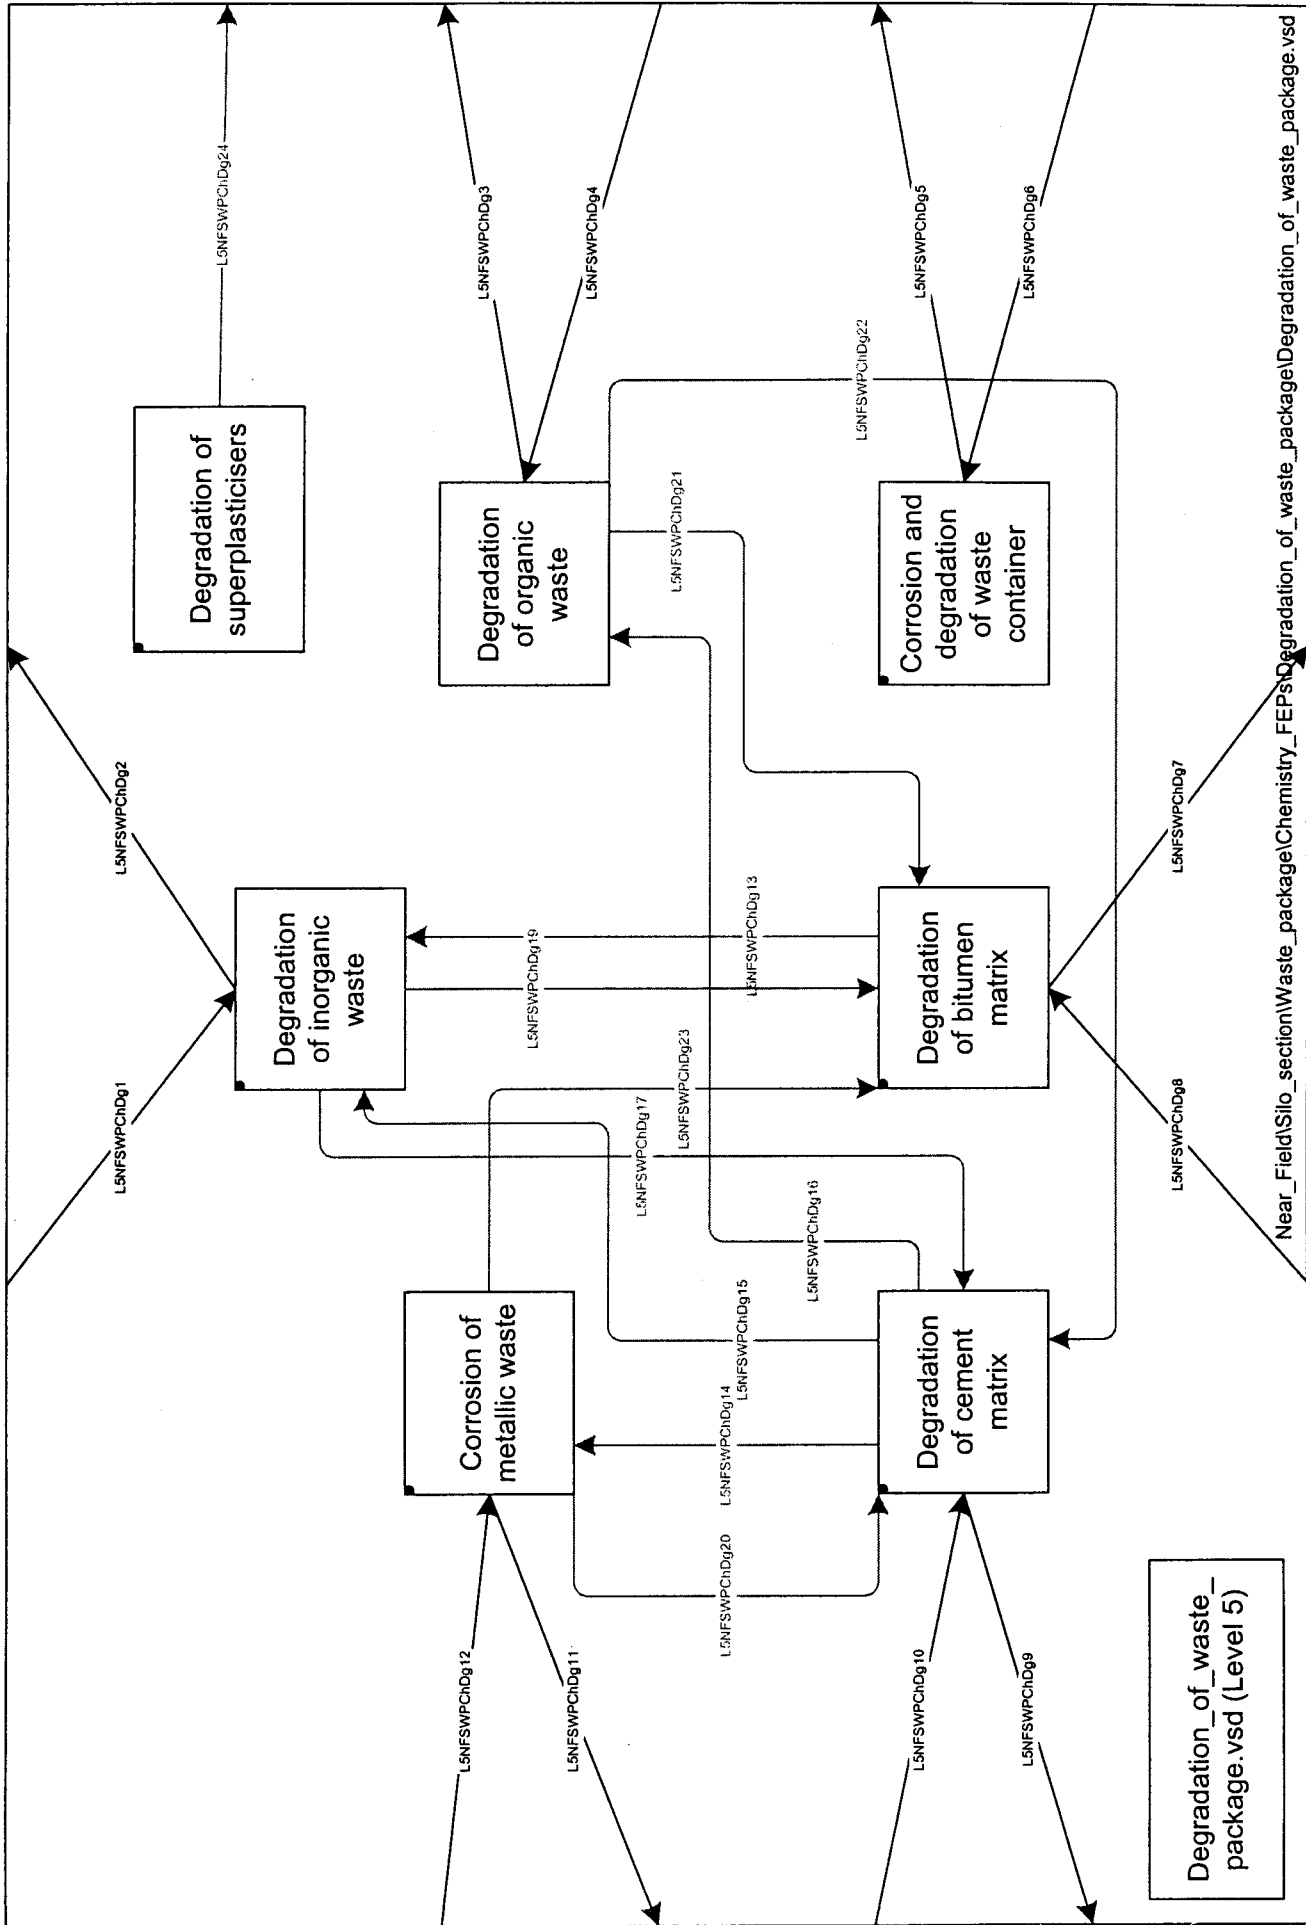 L5NFSWPChDg1
L5NFSWPChDg2
Degradation of
superplasticisers
L5NFSWPChDg24
Degradation
of inorganic
waste
Corrosion of
metallic waste
Degradation
of organic
waste
L5NFSWPChDg12
L5NFSWPChDg11
L5NFSWPChDg3
L5NFSWPChDg4
L5NFSWPChDg19
L5NFSWPChDg17
L5NFSWPChDg23
L5NFSWPChDg21
L5NFSWPChDg20
L5NFSWPChDg14
L5NFSWPChDg15
L5NFSWPChDg16
L5NFSWPChDg13
L5NFSWPChDg22
Degradation
of cement
matrix
Degradation
of bitumen
matrix
Corrosion and
degradation
of waste
container
L5NFSWPChDg10
L5NFSWPChDg9
L5NFSWPChDg5
L5NFSWPChDg6
L5NFSWPChDg8
L5NFSWPChDg7
Degradation_of_waste_
package.vsd (Level 5)
Near_Field\Silo_section\Waste_package\Chemistry_FEPs\Degradation_of_waste_package\Degradation_of_waste_package.vsd